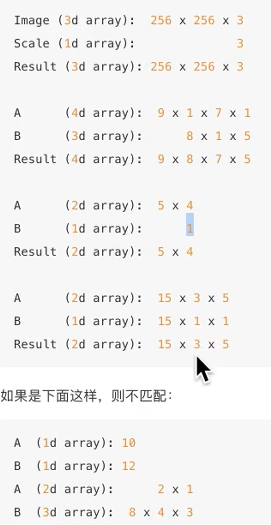 Image (3d array): 256 x 256 x 3
Scale (1d array): 3
Result (3d array): 256 x 256 x 3
A (4d array): 9 x 1 x 7 x 1
B (3d array): 8 x 1 x 5
Result (4d array): 9 x 8 x 7 x 5
A (2d array): 5 x 4
B (1d array): 1
Result (2d array): 5 x 4
A (2d array): 15 x 3 x 5
B (1d array): 15 x 1 x 1
Result (2d array): 15 x 3 x 5
如果是下面这样，则不匹配：
A (1d array): 10
B (1d array): 12
A (2d array): 2 x 1
B (3d array): 8 x 4 x 3